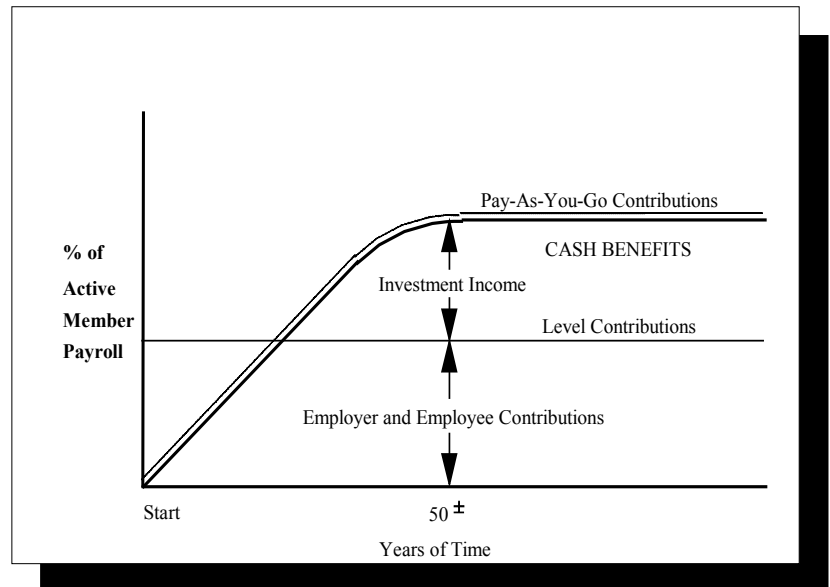 Pay-As-You-Go Contributions
% of
Active
Member
Payroll
CASH BENEFITS
Investment Income
Level Contributions
Employer and Employee Contributions
Start
50 ±
Years of Time